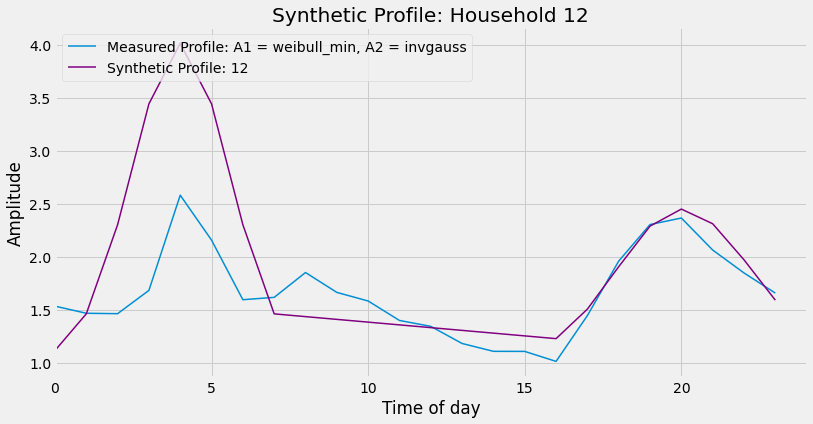 Synthetic Profile: Household 12
Measured Profile: A1 = weibull_min, A2 = invgauss
Synthetic Profile: 12
Amplitude
4.0
3.5
3.0
2.5
2.0
1.5
1.0
0 5 10 15 20
Time of day